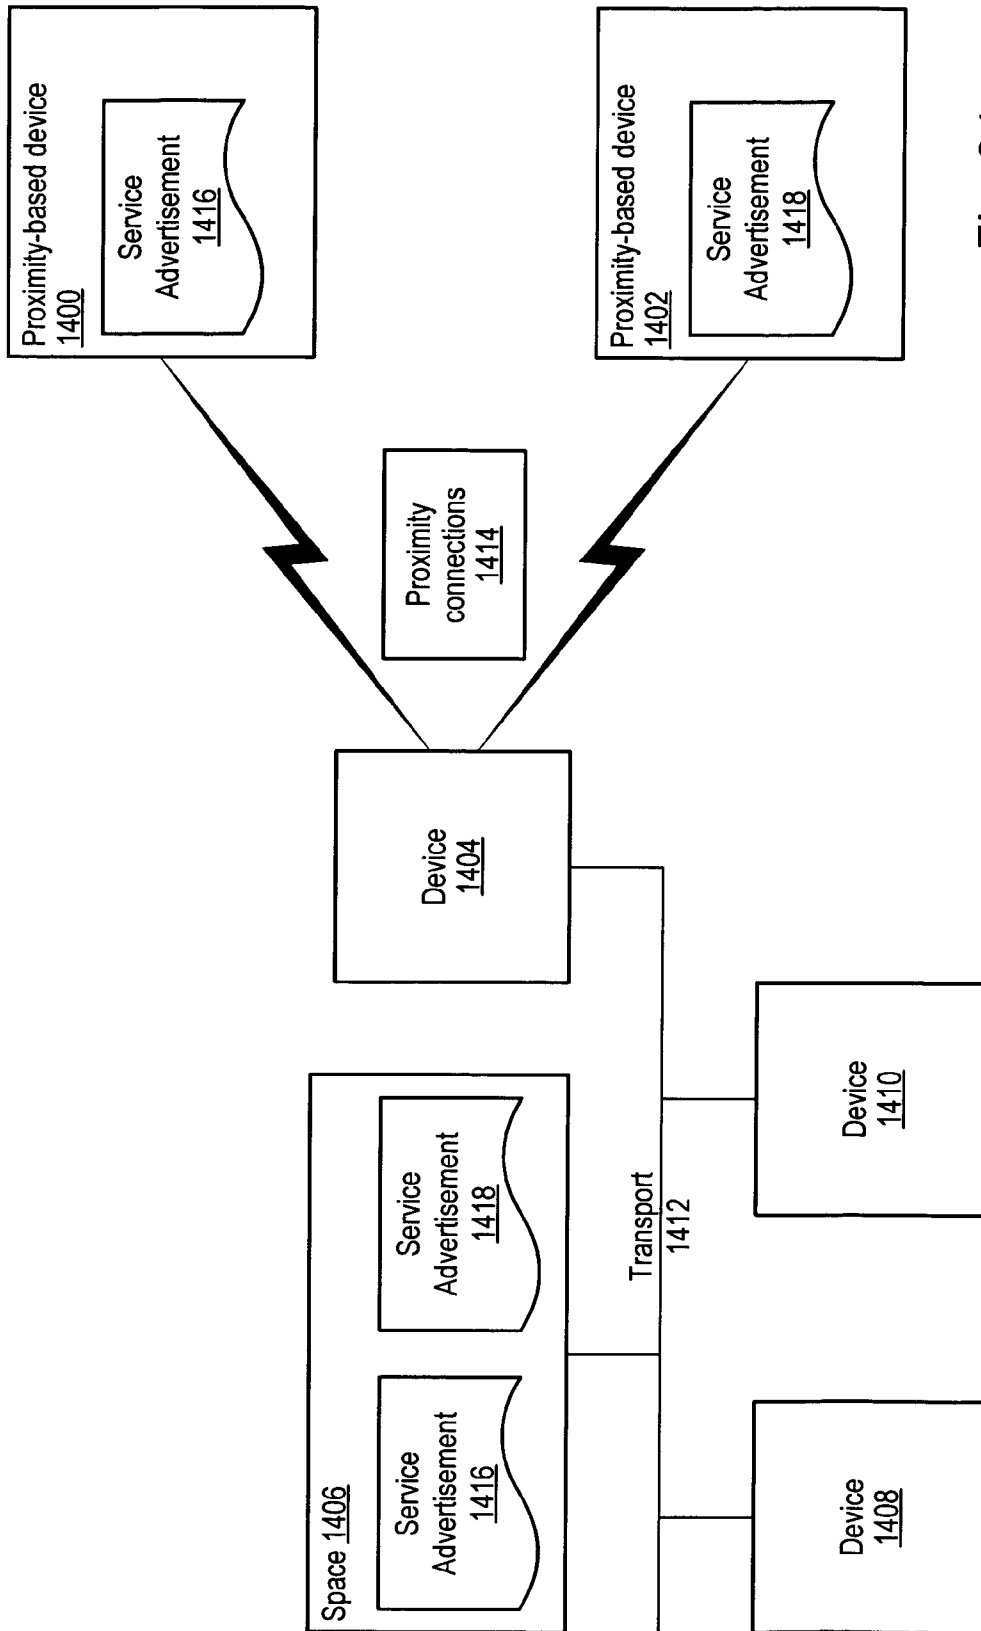 Proximity-based device
1400
Service
Advertisement
1416
Space 1406
Service
Advertisement
1416
Service
Advertisement
1418
Device
1404
Proximity
connections
1414
Proximity-based device
1402
Service
Advertisement
1418
Transport
1412
Device
1408
Device
1410